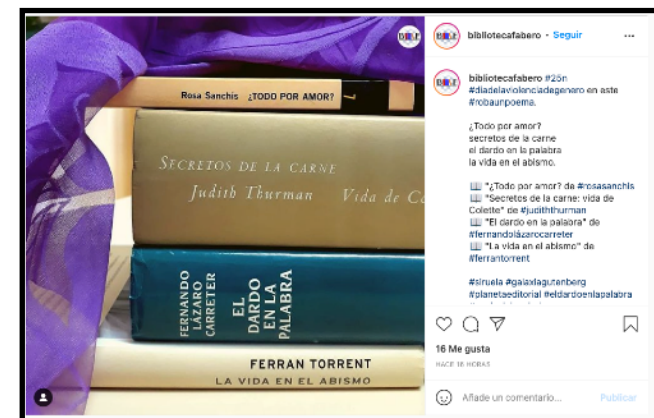 Rosa Sanchis ¿TODO POR AMOR?
SECRETOS DE LA CARNE
Judith Thurman Vida de Co
FERNANDO
LÁZARO
CARRETER
EL
DARDO
EN LA
PALABRA
FERRAN TORRENT
LA VIDA EN EL ABISMO
bibliotecafabero • Seguir
bibliotecafabero #25n
#diadelaviolenciadegenero en este
#robaunpoema.
¿Todo por amor?
secretos de la carne
el dardo en la palabra
la vida en el abismo.
"¿Todo por amor? de #rosasanchis
"Secretos de la carne: vida de
Colette" de #judiththurman
"El dardo en la palabra" de
#fernandolázarocarreter
"La vida en el abismo" de
#ferrantorrent
#siruela #galaxiagutenberg
#planetaeditorial #eldardoenlapalabra
16 Me gusta
HACE 16 HORAS
Añade un comentario...
Publicar